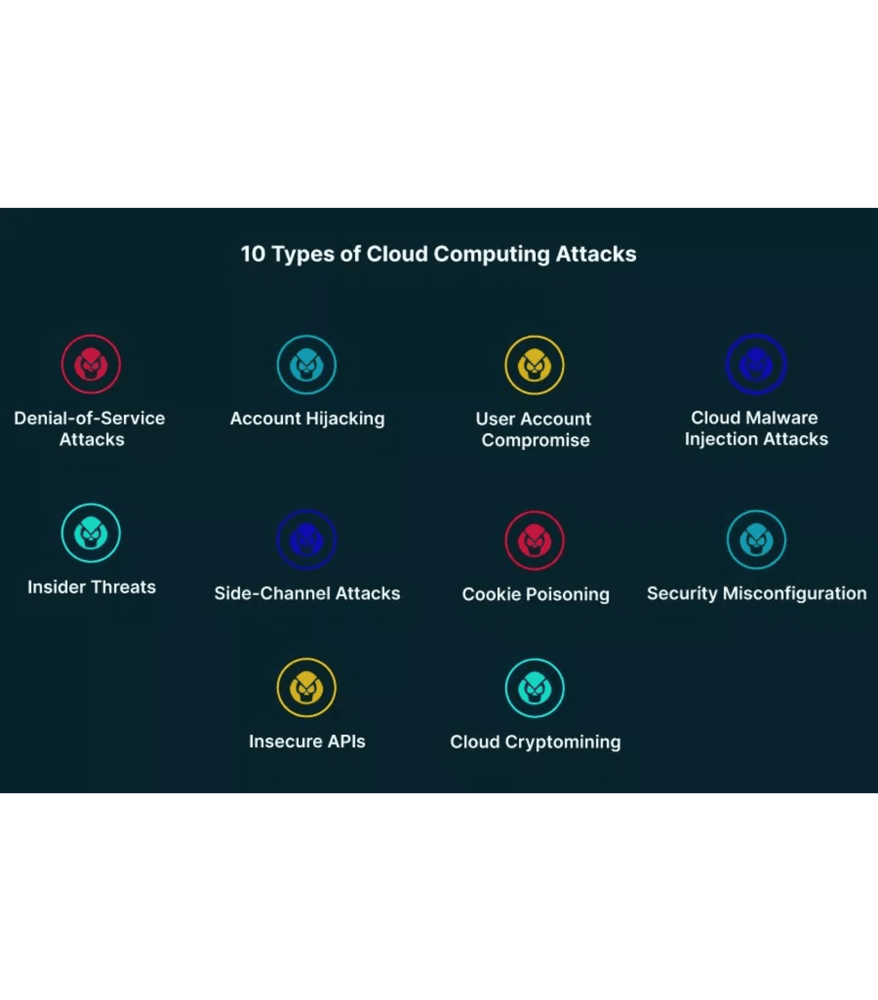 10 Types of Cloud Computing Attacks
Denial-of-Service
Attacks
Account Hijacking
User Account
Compromise
Cloud Malware
Injection Attacks
Insider Threats
Side-Channel Attacks
Cookie Poisoning
Security Misconfiguration
Insecure APIs
Cloud Cryptomining